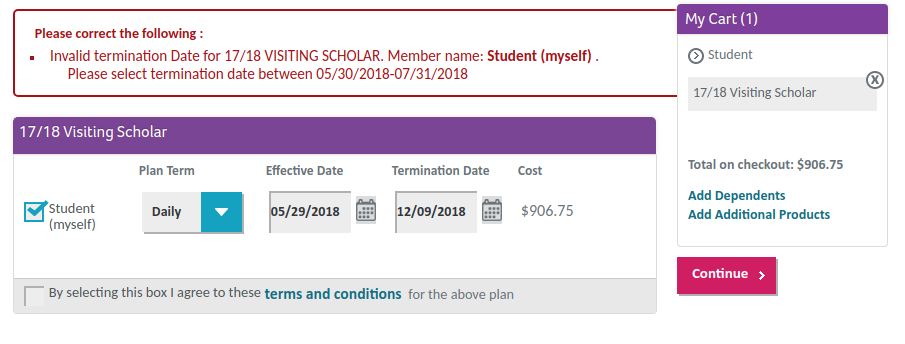 Please correct the following :
Invalid termination Date for 17/18 VISITING SCHOLAR. Member name: Student (myself) .
Please select termination date between 05/30/2018-07/31/2018
My Cart (1)
Student
17/18 Visiting Scholar
X
Total on checkout: $906.75
Add Dependents
Add Additional Products
Continue
17/18 Visiting Scholar
Plan Term Effective Date Termination Date Cost
Student
(myself)
Daily 05/29/2018 12/09/2018 $906.75
By selecting this box I agree to these terms and conditions for the above plan